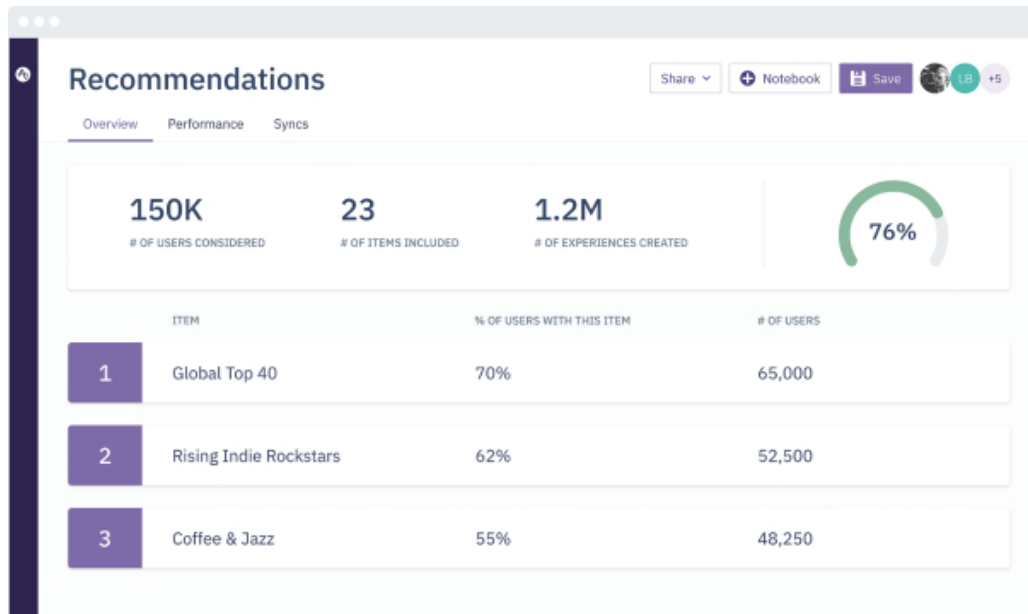 Recommendations
Share
Notebook
Save
LB
+5
Overview Performance Syncs
150K 23 1.2M
# OF USERS CONSIDERED # OF ITEMS INCLUDED # OF EXPERIENCES CREATED
76%
ITEM % OF USERS WITH THIS ITEM # OF USERS
1 Global Top 40 70% 65,000
2 Rising Indie Rockstars 62% 52,500
3 Coffee & Jazz 55% 48,250